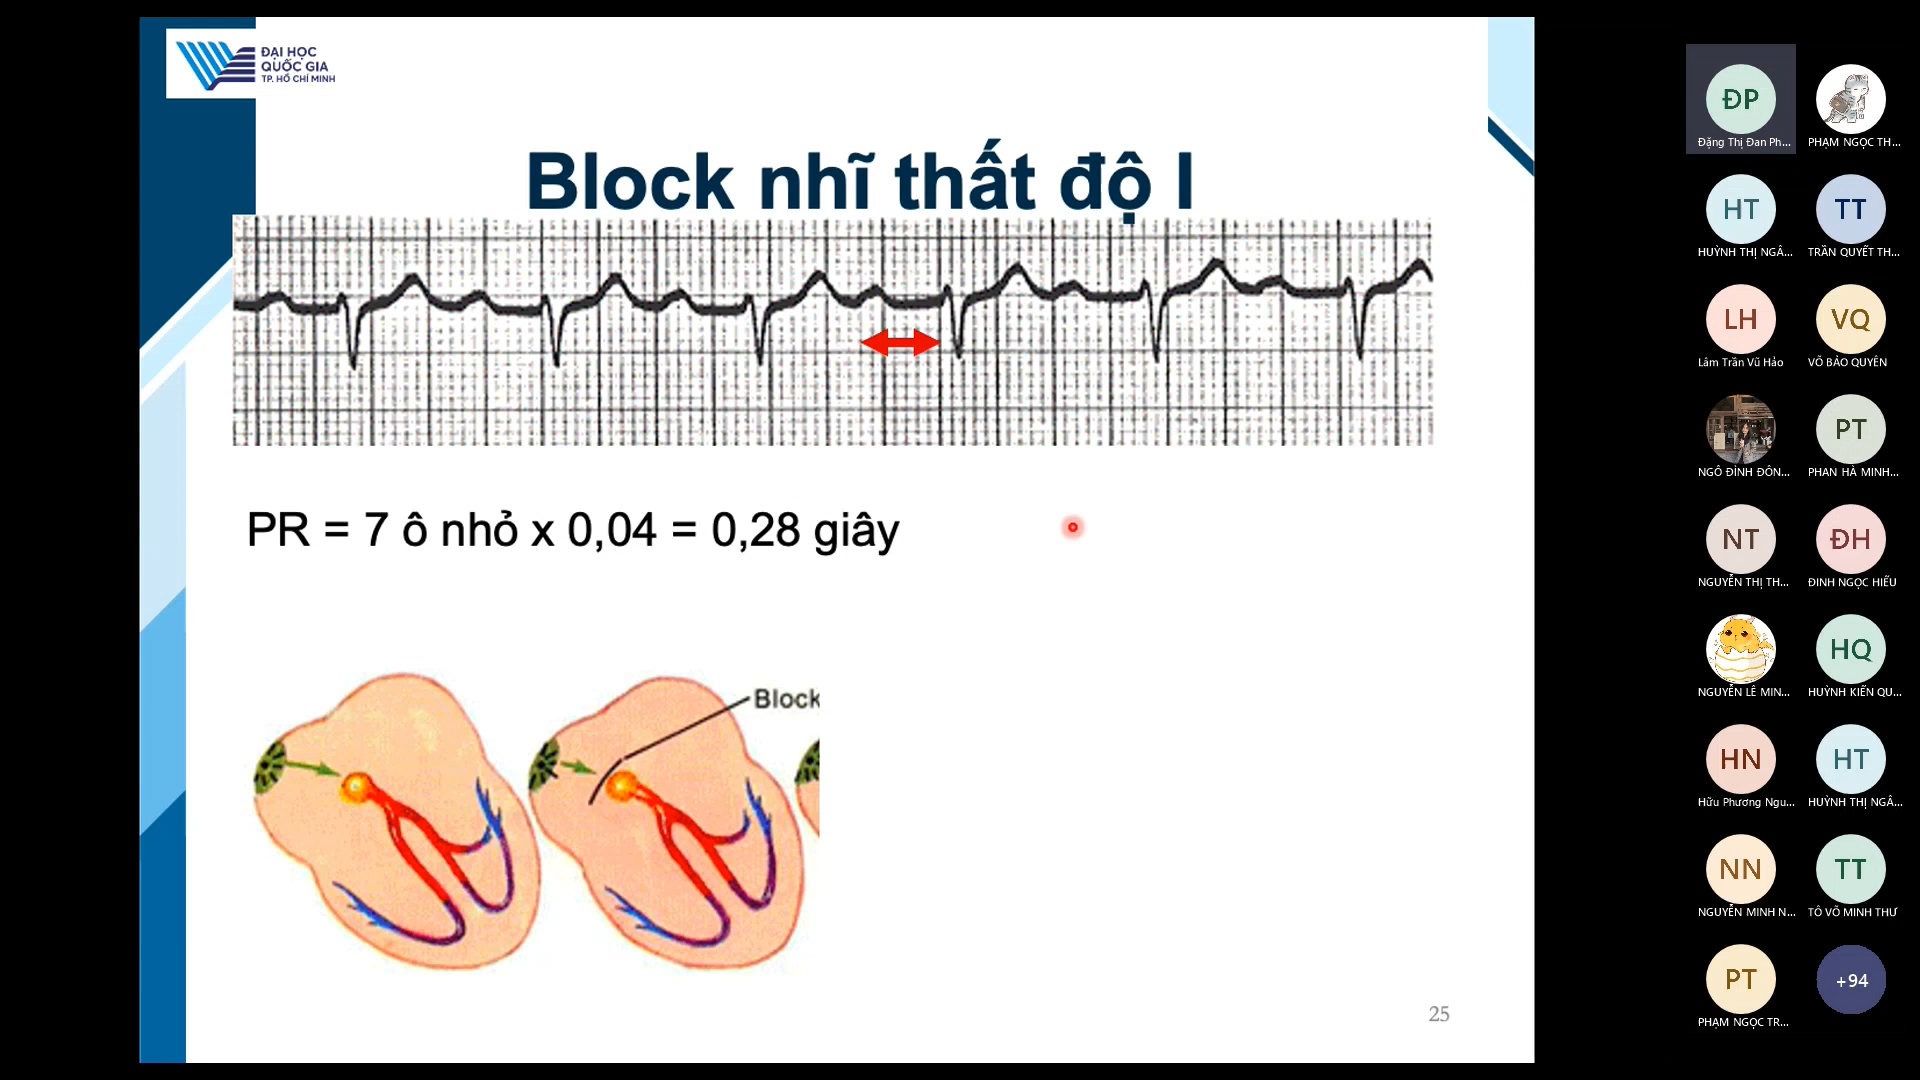 ĐẠI HỌC
QUỐC GIA
TP. HỒ CHÍ MINH
Block nhĩ thất độ I
PR = 7 ô nhỏ x 0,04 = 0,28 giây
Block
25
ĐP
Đặng Thị Đan Ph...
PHẠM NGỌC TH...
HT
HUỲNH THỊ NGÂ...
TT
TRẦN QUYẾT TH...
LH
Lâm Trần Vũ Hảo
VQ
VÕ BẢO QUYÊN
NGÔ ĐÌNH ĐÔN...
PT
PHAN HÀ MINH...
NT
NGUYỄN THỊ TH...
ĐH
ĐINH NGỌC HIẾU
NGUYỄN LÊ MIN...
HQ
HUỲNH KIẾN QU...
HN
Hữu Phương Ngu...
HT
HUỲNH THỊ NGÂ...
NN
NGUYỄN MINH N...
TT
TÔ VÕ MINH THƯ
PT
PHẠM NGỌC TR...
+94